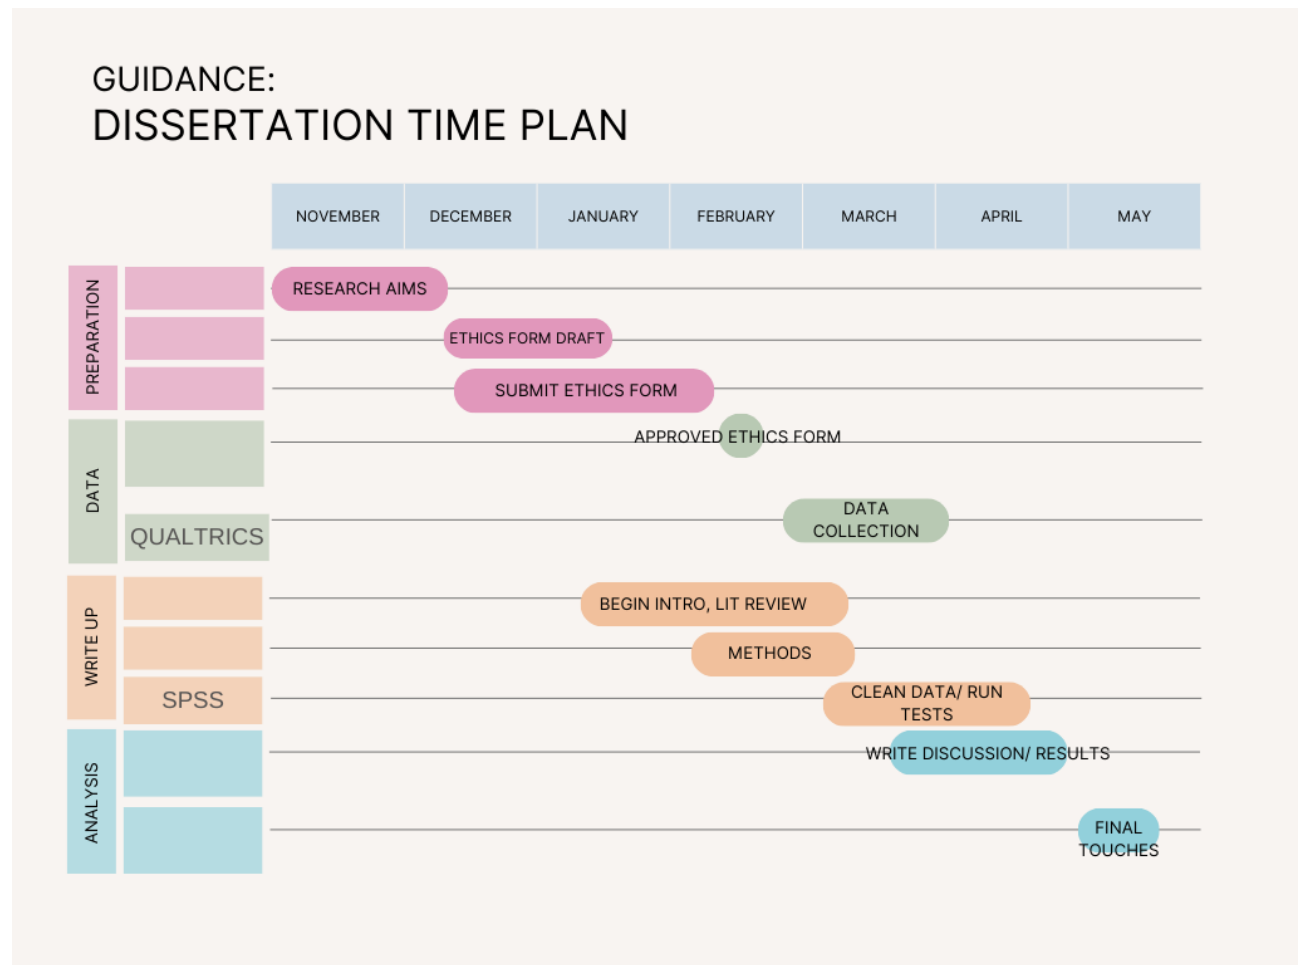 GUIDANCE:
DISSERTATION TIME PLAN
NOVEMBER DECEMBER JANUARY FEBRUARY MARCH APRIL MAY
PREPARATION
RESEARCH AIMS
ETHICS FORM DRAFT
SUBMIT ETHICS FORM
DATA
APPROVED ETHICS FORM
QUALTRICS
DATA
COLLECTION
WRITE UP
BEGIN INTRO, LIT REVIEW
METHODS
SPSS
CLEAN DATA/ RUN
TESTS
ANALYSIS
WRITE DISCUSSION/ RESULTS
FINAL
TOUCHES